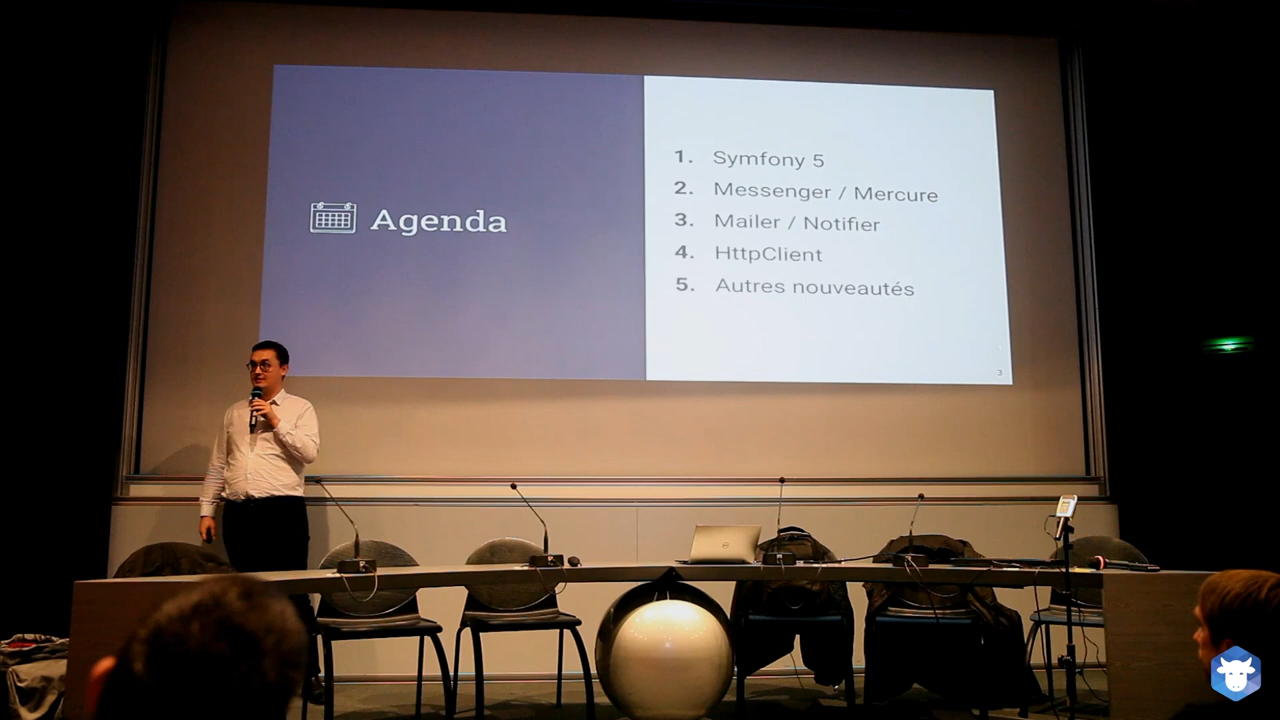 Agenda
1. Symfony 5
2. Messenger / Mercure
3. Mailer / Notifier
4. HttpClient
5. Autres nouveautés
3